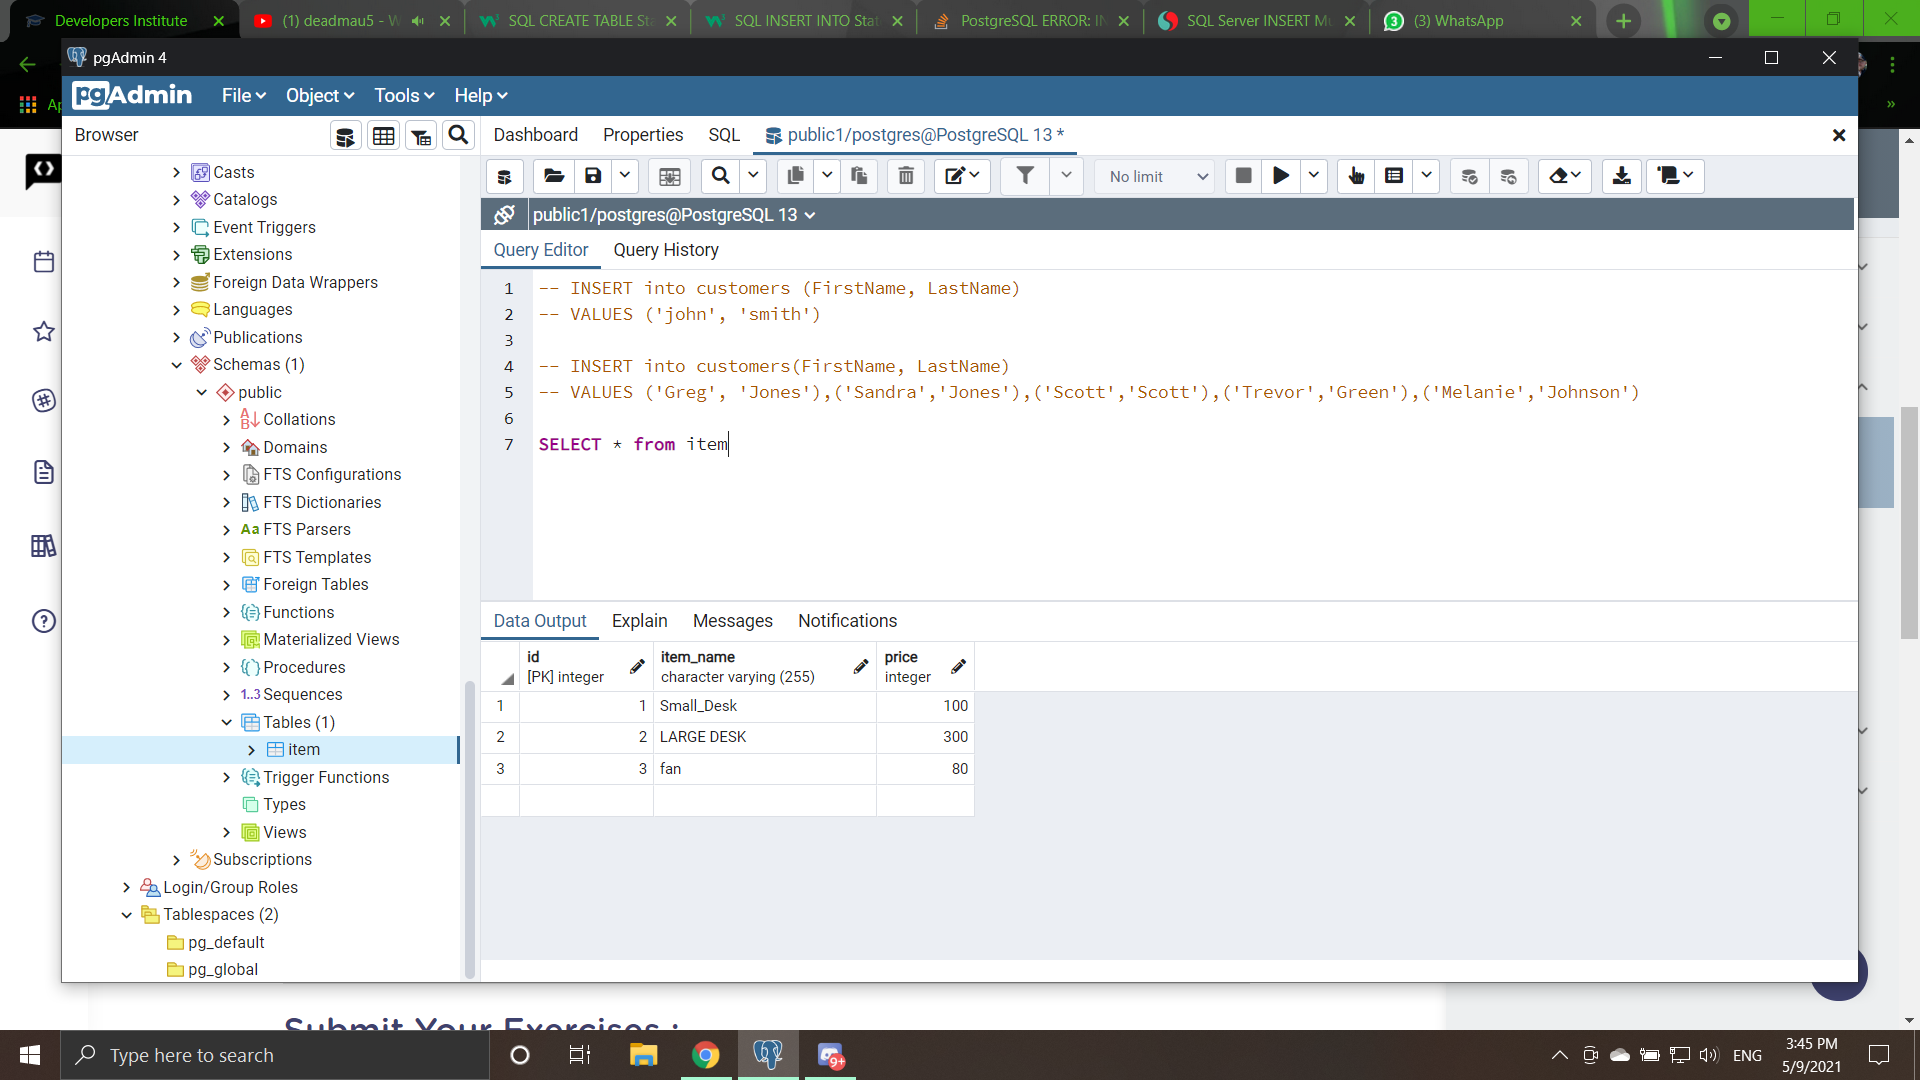 Developers Institute
(1) deadmau5 - W
SQL CREATE TABLE Sta
SQL INSERT INTO Stat
PostgreSQL ERROR: IN
SQL Server INSERT Mu
(3) WhatsApp
pgAdmin 4
Ap
pgAdmin
File
Object
Tools
Help
Browser
Dashboard
Properties
SQL
public1/postgres@PostgreSQL 13 *
No limit
public1/postgres@PostgreSQL 13
Query Editor
Query History
Casts
Catalogs
Event Triggers
Extensions
Foreign Data Wrappers
Languages
Publications
Schemas (1)
public
Collations
Domains
FTS Configurations
FTS Dictionaries
Aa FTS Parsers
FTS Templates
Foreign Tables
Functions
Materialized Views
Procedures
1..3 Sequences
Tables (1)
item
Trigger Functions
Types
Views
Subscriptions
Login/Group Roles
Tablespaces (2)
pg_default
pg_global
1 -- INSERT into customers (FirstName, LastName)
2 -- VALUES ('john', 'smith')
3
4 -- INSERT into customers(FirstName, LastName)
5 -- VALUES ('Greg', 'Jones'),('Sandra','Jones'),('Scott','Scott'),('Trevor','Green'),('Melanie','Johnson')
6
7 SELECT * from item
Data Output
Explain
Messages
Notifications
id item_name price
[PK] integer character varying (255) integer
1 1 Small_Desk 100
2 2 LARGE DESK 300
3 3 fan 80
Submit Your Exercises :
Type here to search
9+
ENG
3:45 PM
5/9/2021